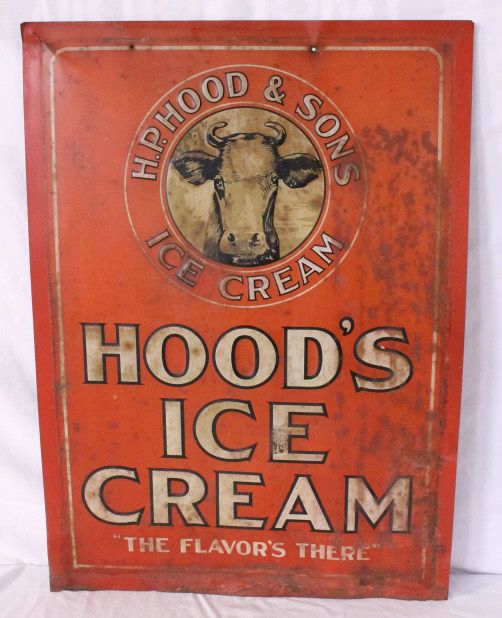 H.P. HOOD & SONS
ICE CREAM
HOOD'S
ICE
CREAM
"THE FLAVOR'S THERE"